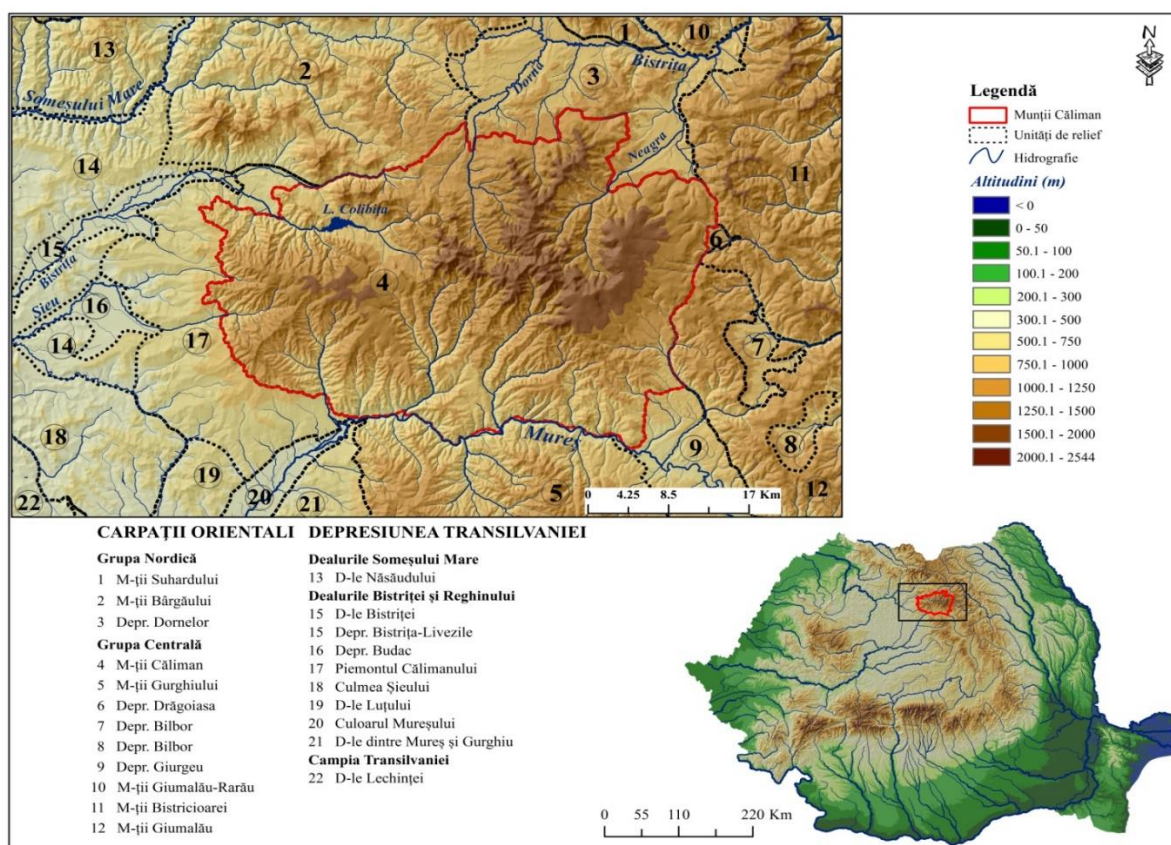 13
2
1
10
N
Someșului Mare
Dorna
3
Bistrița
Neagra
14
11
L. Colibița
15
Bistrița
4
6
Sieu
16
14
17
7
18
19
8
9
Mureș
22
20
21
5
12
0 4.25 8.5 17 Km
Legendă
Munții Căliman
Unități de relief
Hidrografie
Altitudini (m)
< 0
0 - 50
50.1 - 100
100.1 - 200
200.1 - 300
300.1 - 500
500.1 - 750
750.1 - 1000
1000.1 - 1250
1250.1 - 1500
1500.1 - 2000
2000.1 - 2544
CARPAȚII ORIENTALI
Grupa Nordică
1 M-ții Suhardului
2 M-ții Bârgăului
3 Depr. Dornelor
Grupa Centrală
4 M-ții Căliman
5 M-ții Gurghiului
6 Depr. Drăgoiasa
7 Depr. Bilbor
8 Depr. Bilbor
9 Depr. Giurgeu
10 M-ții Giumalău-Rarău
11 M-ții Bistricioarei
12 M-ții Giumalău
DEPRESIUNEA TRANSILVANIEI
Dealurile Someșului Mare
13 D-le Năsăudului
Dealurile Bistriței și Reghinului
15 D-le Bistriței
15 Depr. Bistrița-Livezile
16 Depr. Budac
17 Piemontul Călimanului
18 Culmea Șieului
19 D-le Luțului
20 Culoarul Mureșului
21 D-le dintre Mureș și Gurghiu
Campia Transilvaniei
22 D-le Lechinței
0 55 110 220 Km